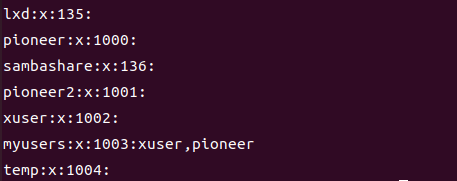 lxd:x:135:
pioneer:x:1000:
sambashare:x:136:
pioneer2:x:1001:
xuser:x:1002:
myusers:x:1003:xuser,pioneer
temp:x:1004: